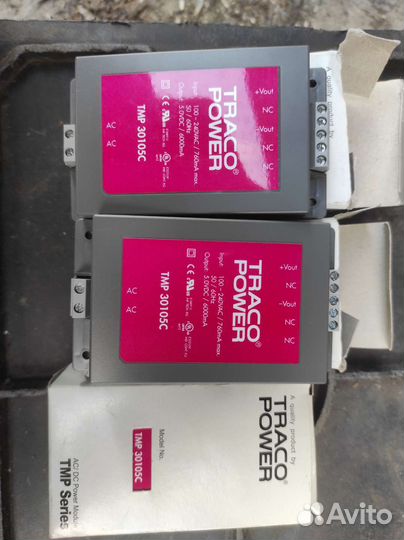 AC
AC
TRACO
POWER®
Input: 100 – 240VAC / 760mA max.
50 / 60Hz
Output: 5.0VDC / 6000mA
TMP 30105C
+Vout
NC
–Vout
NC
NC
A quality product by
AC
AC
TRACO
POWER®
Input: 100 – 240VAC / 760mA max.
50 / 60Hz
Output: 5.0VDC / 6000mA
TMP 30105C
+Vout
NC
–Vout
NC
NC
A quality product by
TRACO
POWER
Model No.
TMP 30105C
AC/DC Power Module
TMP Series
Avito